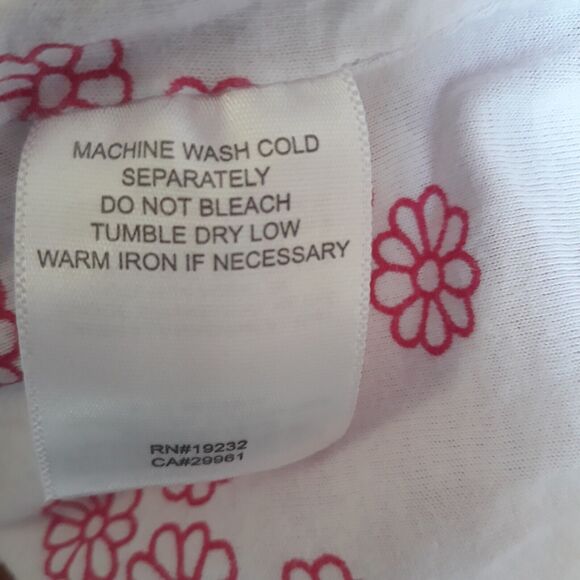 MACHINE WASH COLD
SEPARATELY
DO NOT BLEACH
TUMBLE DRY LOW
WARM IRON IF NECESSARY
RN#19232
CA#29961